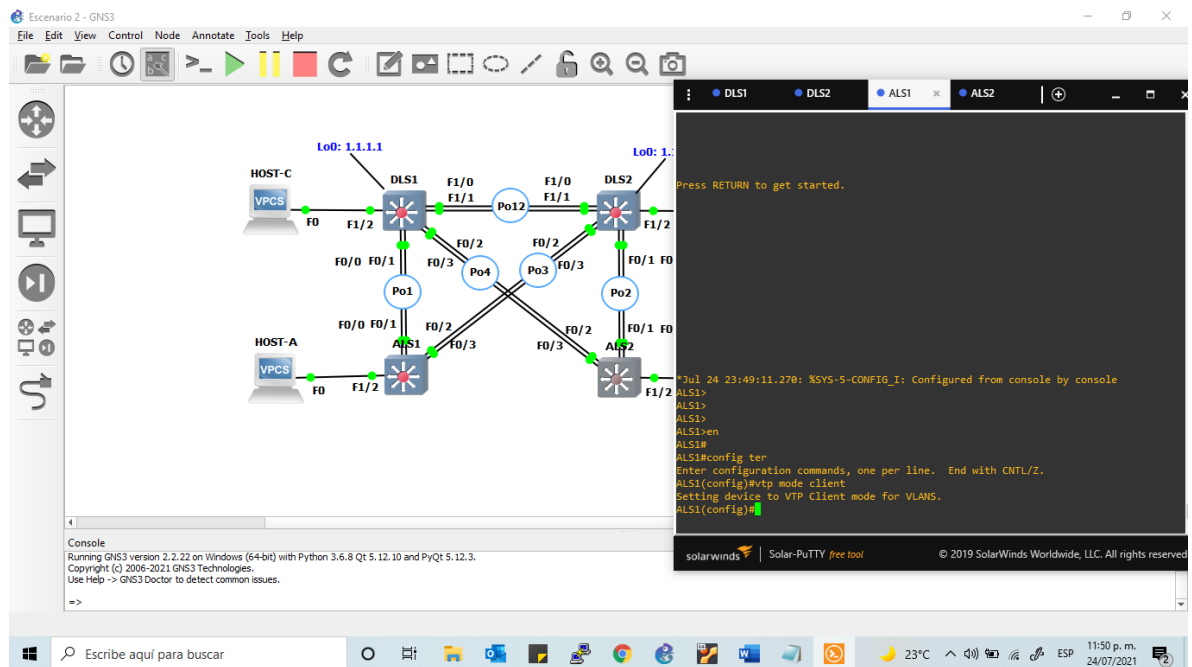 Escenario 2 - GNS3
File Edit View Control Node Annotate Tools Help
DLS1 DLS2 ALS1 ALS2
Lo0: 1.1.1.1
Lo0: 1.
HOST-C
DLS1
F1/0
F1/0
DLS2
F1/1
F1/1
VPCS
Po12
F0
F1/2
F1/2
F0/2
F0/2
F0/0 F0/1
F0/3
F0/3
F0/1 F0
Po4
Po3
Po1
Po2
F0/0 F0/1
F0/2
F0/2
F0/1 F0
HOST-A
ALS1
F0/3
F0/3
ALS2
VPCS
F0
F1/2
F1/2
Press RETURN to get started.
*Jul 24 23:49:11.270: %SYS-5-CONFIG_I: Configured from console by console
ALS1>
ALS1>
ALS1>
ALS1>en
ALS1#
ALS1#config ter
Enter configuration commands, one per line. End with CNTL/Z.
ALS1(config)#vtp mode client
Setting device to VTP Client mode for VLANS.
ALS1(config)#
solarwinds Solar-PuTTY free tool © 2019 SolarWinds Worldwide, LLC. All rights reserved
Console
Running GNS3 version 2.2.22 on Windows (64-bit) with Python 3.6.8 Qt 5.12.10 and PyQt 5.12.3.
Copyright (c) 2006-2021 GNS3 Technologies.
Use Help -> GNS3 Doctor to detect common issues.
=>
Escribe aquí para buscar
23°C
ESP
11:50 p. m.
24/07/2021
2